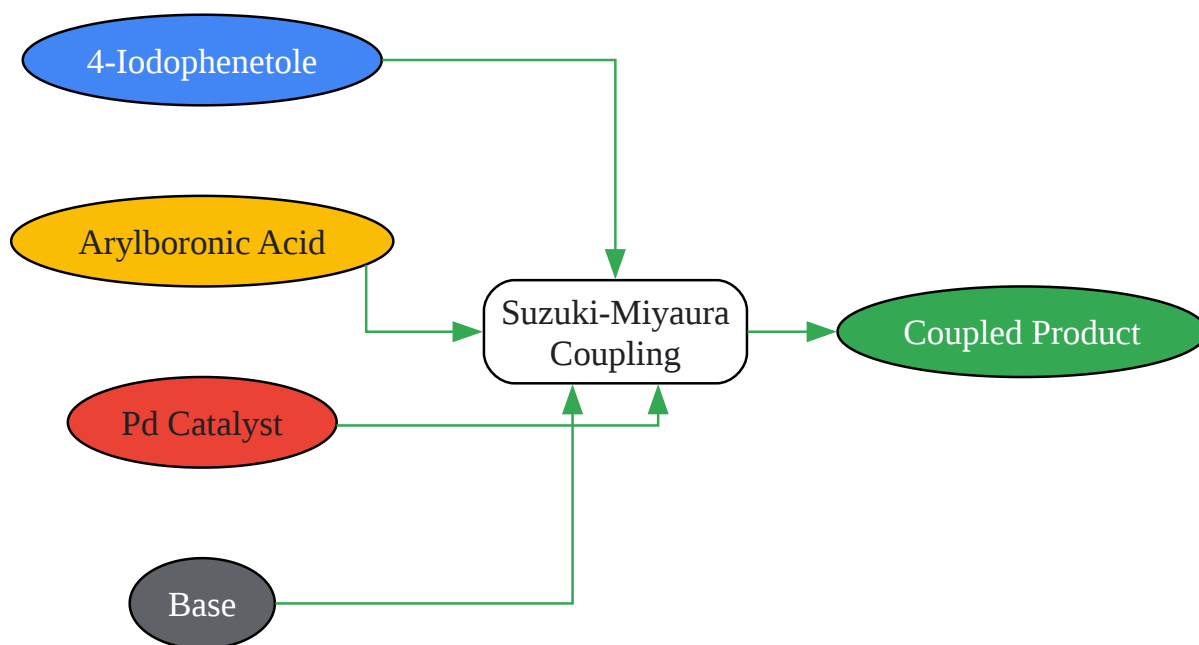 4-Iodophenetole
Arylboronic Acid
Suzuki-Miyaura
Coupling
Coupled Product
Pd Catalyst
Base